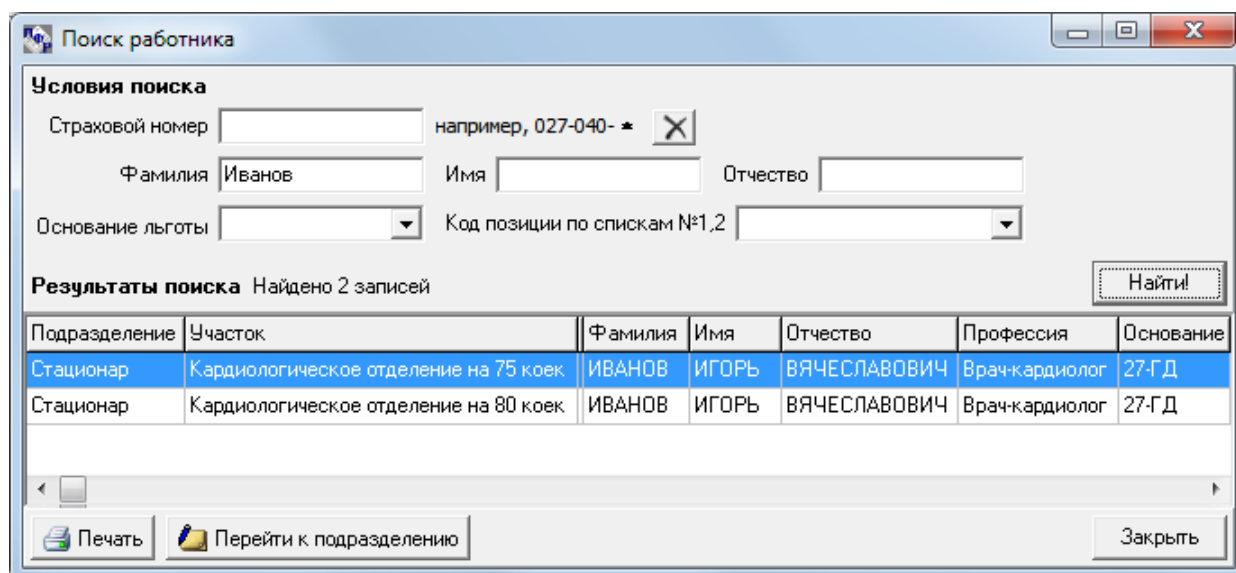 Поиск работника
Условия поиска
Страховой номер например, 027-040- *
Фамилия Иванов Имя Отчество
Основание льготы Код позиции по спискам №1,2
Результаты поиска Найдено 2 записей Найти!
Подразделение Участок Фамилия Имя Отчество Профессия Основание
Стационар Кардиологическое отделение на 75 коек ИВАНОВ ИГОРЬ ВЯЧЕСЛАВОВИЧ Врач-кардиолог 27-ГД
Стационар Кардиологическое отделение на 80 коек ИВАНОВ ИГОРЬ ВЯЧЕСЛАВОВИЧ Врач-кардиолог 27-ГД
Печать Перейти к подразделению Закрыть